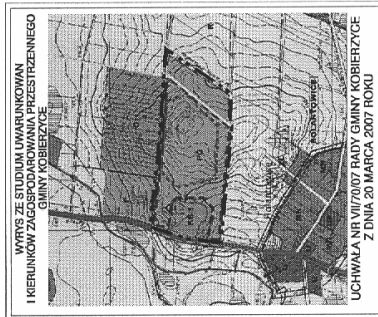 WYRYS ZE STUDIUM UWARUNKOWAŃ
I KIERUNKÓW ZAGOSPODAROWANIA PRZESTRZENNEGO
GMINY KOBIERZYCE
UCHWAŁA NR VII/70/07 RADY GMINY KOBIERZYCE
Z DNIA 20 MARCA 2007 ROKU